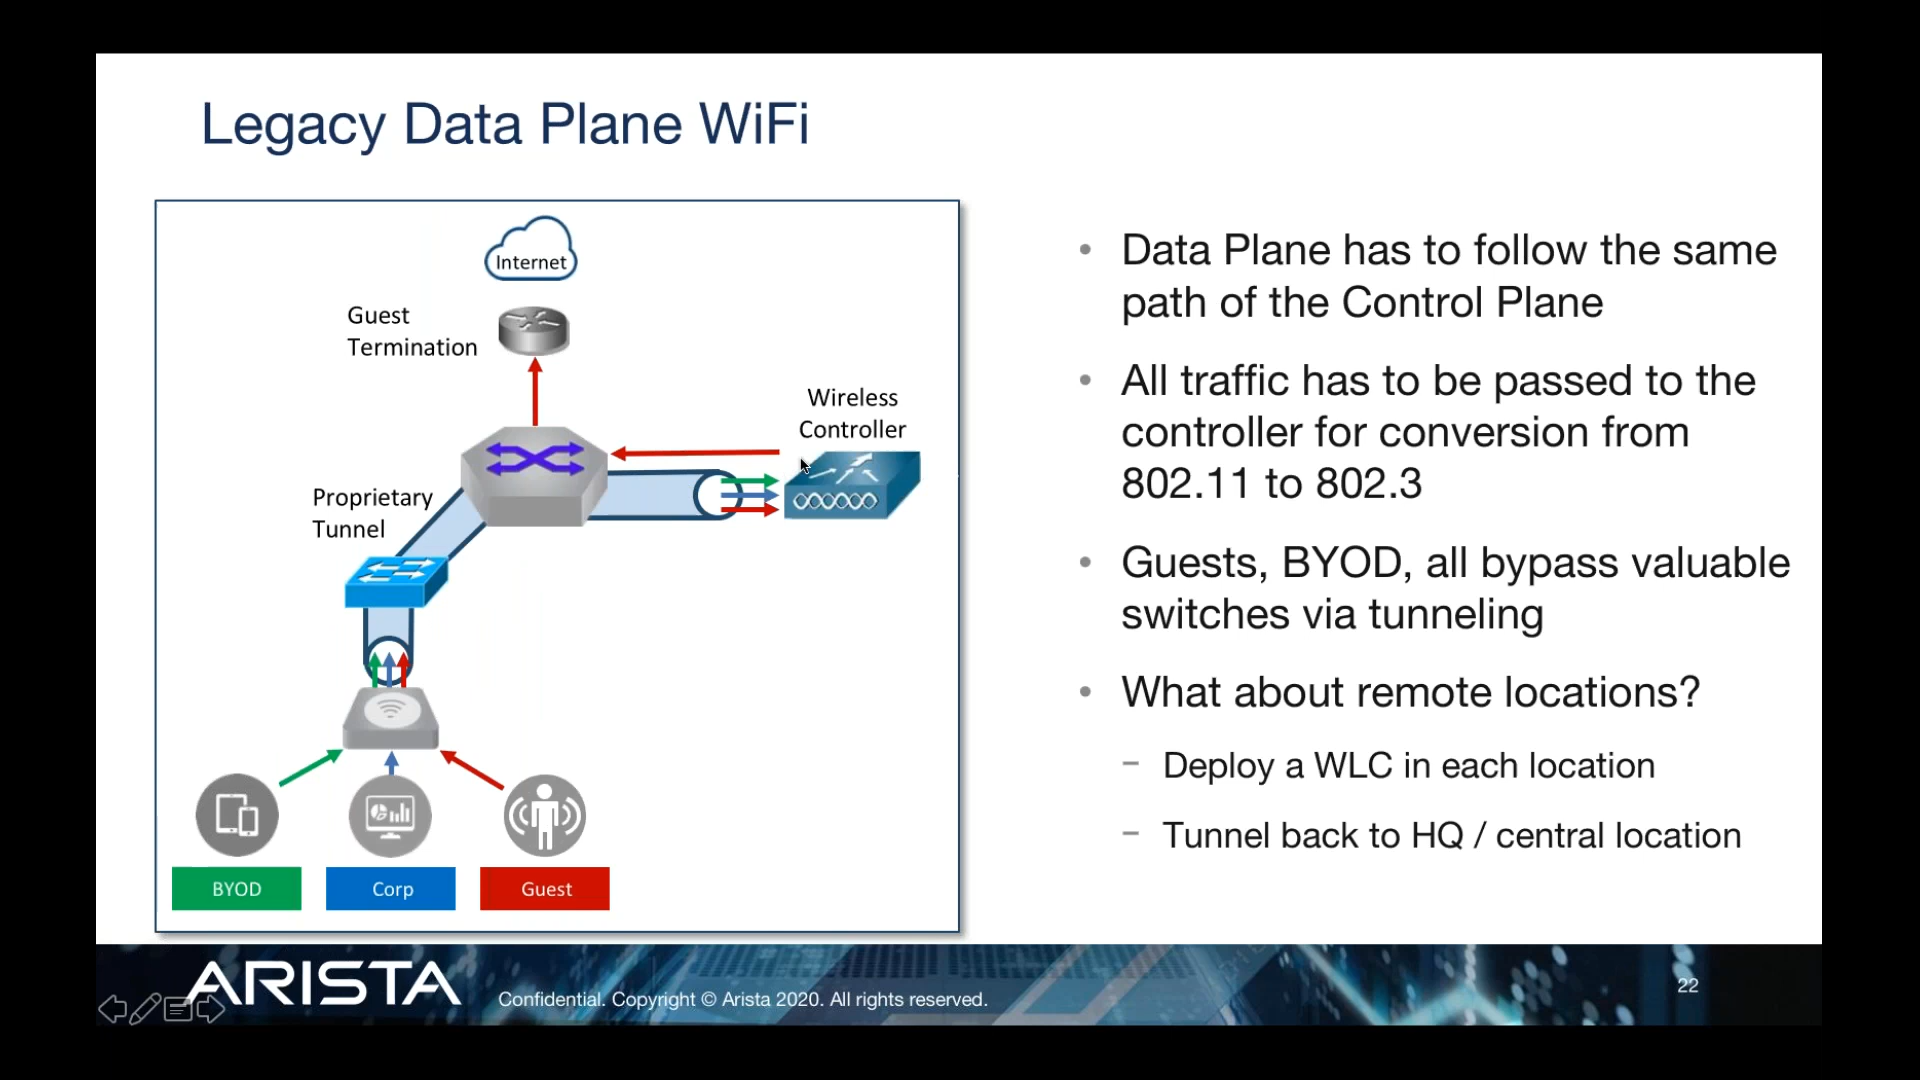 Legacy Data Plane WiFi
Internet
Guest
Termination
Wireless
Controller
Proprietary
Tunnel
BYOD
Corp
Guest
• Data Plane has to follow the same
path of the Control Plane
• All traffic has to be passed to the
controller for conversion from
802.11 to 802.3
• Guests, BYOD, all bypass valuable
switches via tunneling
• What about remote locations?
– Deploy a WLC in each location
– Tunnel back to HQ / central location
ARISTA
Confidential. Copyright © Arista 2020. All rights reserved.
22